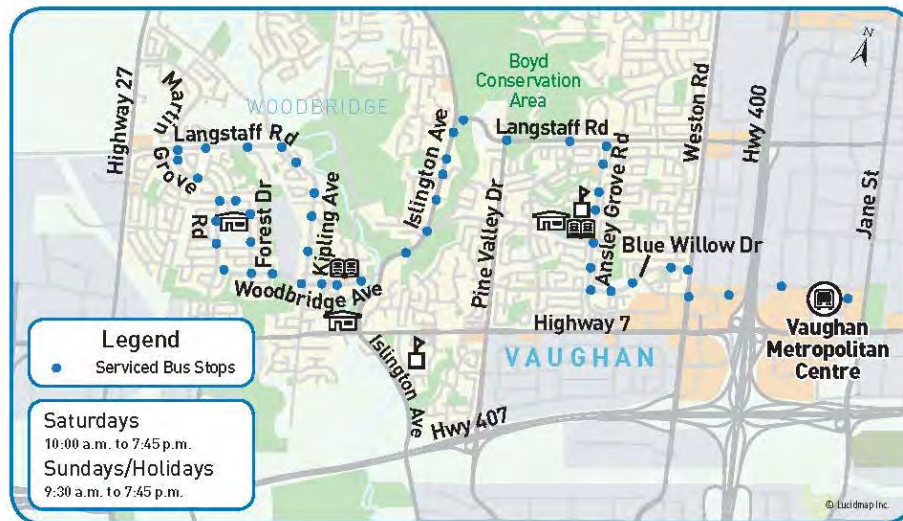 N
Boyd
Conservation
Area
WOODBRIDGE
Highway 27
Martin Grove
Rd
Langstaff Rd
Forest Dr
Kipling Ave
Woodbridge Ave
Islington Ave
Langstaff Rd
Pine Valley Dr
Ansley Grove Rd
Blue Willow Dr
Weston Rd
Hwy 400
Jane St
Highway 7
VAUGHAN
Vaughan
Metropolitan
Centre
Islington Ave
Hwy 407
Legend
Serviced Bus Stops
Saturdays
10:00 a.m. to 7:45 p.m.
Sundays/Holidays
9:30 a.m. to 7:45 p.m.
© Lucidmap Inc.